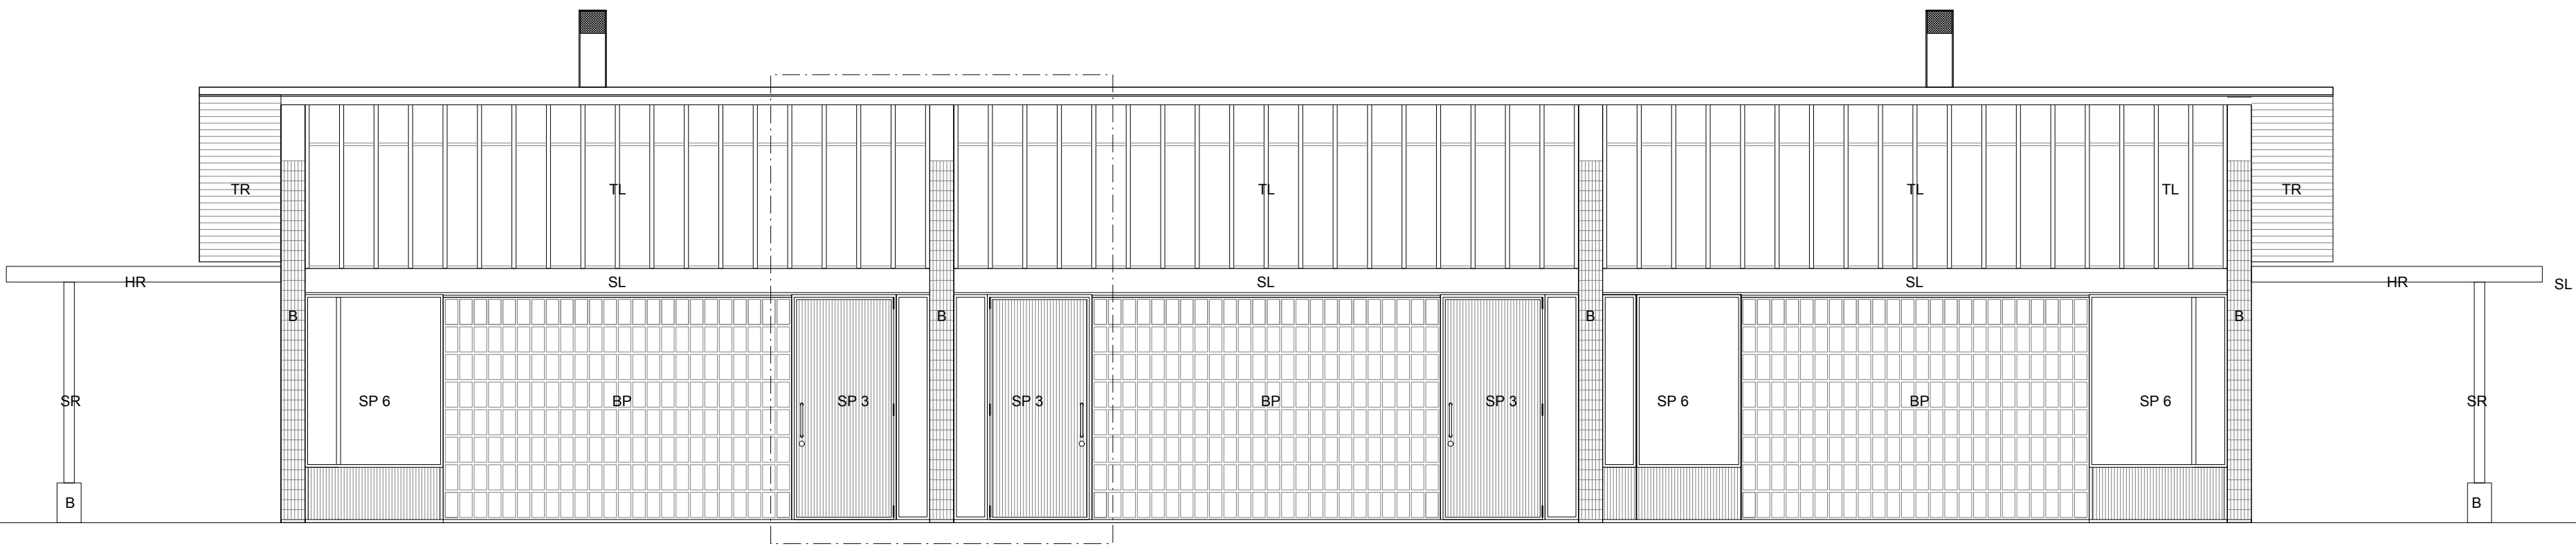 TR TL TL TL TL TR
HR SL SL SL HR SL
B B B B
SR SP 6 BP SP 3 SP 3 BP SP 3 SP 6 BP SP 6 SR
B B